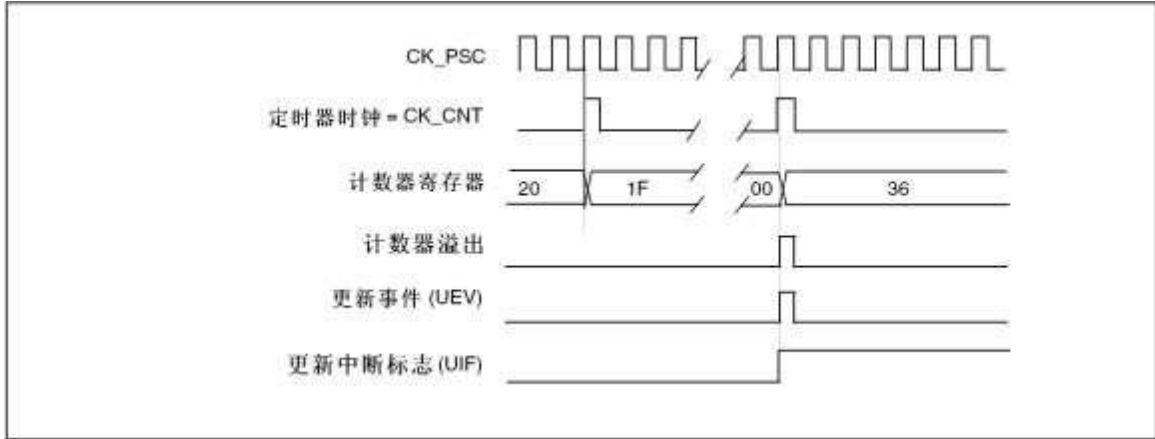 CK_PSC
定时器时钟 = CK_CNT
计数器寄存器 20 1F 00 36
计数器溢出
更新事件 (UEV)
更新中断标志 (UIF)